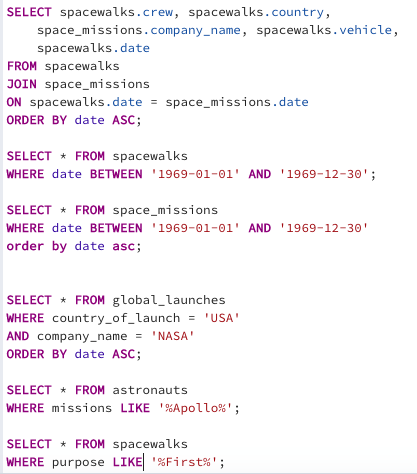 SELECT spacewalks.crew, spacewalks.country,
space_missions.company_name, spacewalks.vehicle,
spacewalks.date
FROM spacewalks
JOIN space_missions
ON spacewalks.date = space_missions.date
ORDER BY date ASC;
SELECT * FROM spacewalks
WHERE date BETWEEN '1969-01-01' AND '1969-12-30';
SELECT * FROM space_missions
WHERE date BETWEEN '1969-01-01' AND '1969-12-30'
order by date asc;
SELECT * FROM global_launches
WHERE country_of_launch = 'USA'
AND company_name = 'NASA'
ORDER BY date ASC;
SELECT * FROM astronauts
WHERE missions LIKE '%Apollo%';
SELECT * FROM spacewalks
WHERE purpose LIKE '%First%';